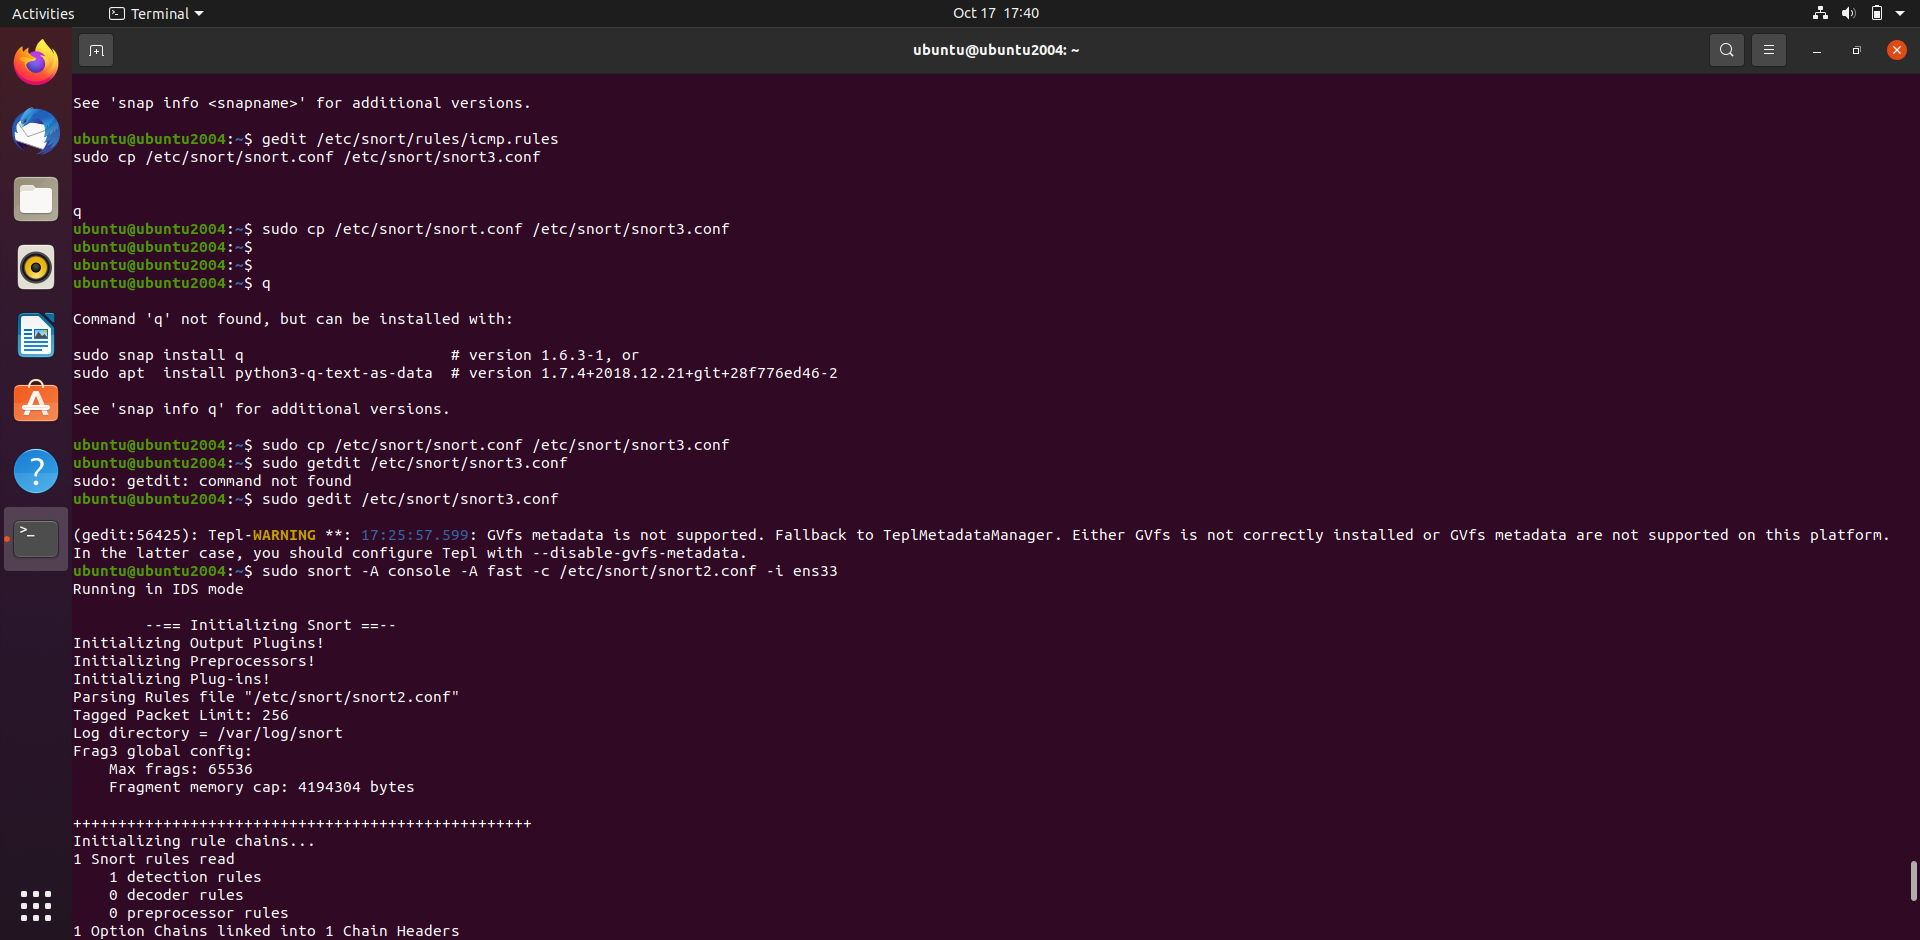 Activities
Terminal
Oct 17 17:40
ubuntu@ubuntu2004: ~
See 'snap info <snapname>' for additional versions.
ubuntu@ubuntu2004:~$ gedit /etc/snort/rules/icmp.rules
sudo cp /etc/snort/snort.conf /etc/snort/snort3.conf
q
ubuntu@ubuntu2004:~$ sudo cp /etc/snort/snort.conf /etc/snort/snort3.conf
ubuntu@ubuntu2004:~$
ubuntu@ubuntu2004:~$
ubuntu@ubuntu2004:~$ q
Command 'q' not found, but can be installed with:
sudo snap install q                       # version 1.6.3-1, or
sudo apt  install python3-q-text-as-data  # version 1.7.4+2018.12.21+git+28f776ed46-2
See 'snap info q' for additional versions.
ubuntu@ubuntu2004:~$ sudo cp /etc/snort/snort.conf /etc/snort/snort3.conf
ubuntu@ubuntu2004:~$ sudo getdit /etc/snort/snort3.conf
sudo: getdit: command not found
ubuntu@ubuntu2004:~$ sudo gedit /etc/snort/snort3.conf
(gedit:56425): Tepl-WARNING **: 17:25:57.599: GVfs metadata is not supported. Fallback to TeplMetadataManager. Either GVfs is not correctly installed or GVfs metadata are not supported on this platform.
In the latter case, you should configure Tepl with --disable-gvfs-metadata.
ubuntu@ubuntu2004:~$ sudo snort -A console -A fast -c /etc/snort/snort2.conf -i ens33
Running in IDS mode
--== Initializing Snort ==--
Initializing Output Plugins!
Initializing Preprocessors!
Initializing Plug-ins!
Parsing Rules file "/etc/snort/snort2.conf"
Tagged Packet Limit: 256
Log directory = /var/log/snort
Frag3 global config:
Max frags: 65536
Fragment memory cap: 4194304 bytes
+++++++++++++++++++++++++++++++++++++++++++++++++++
Initializing rule chains...
1 Snort rules read
1 detection rules
0 decoder rules
0 preprocessor rules
1 Option Chains linked into 1 Chain Headers